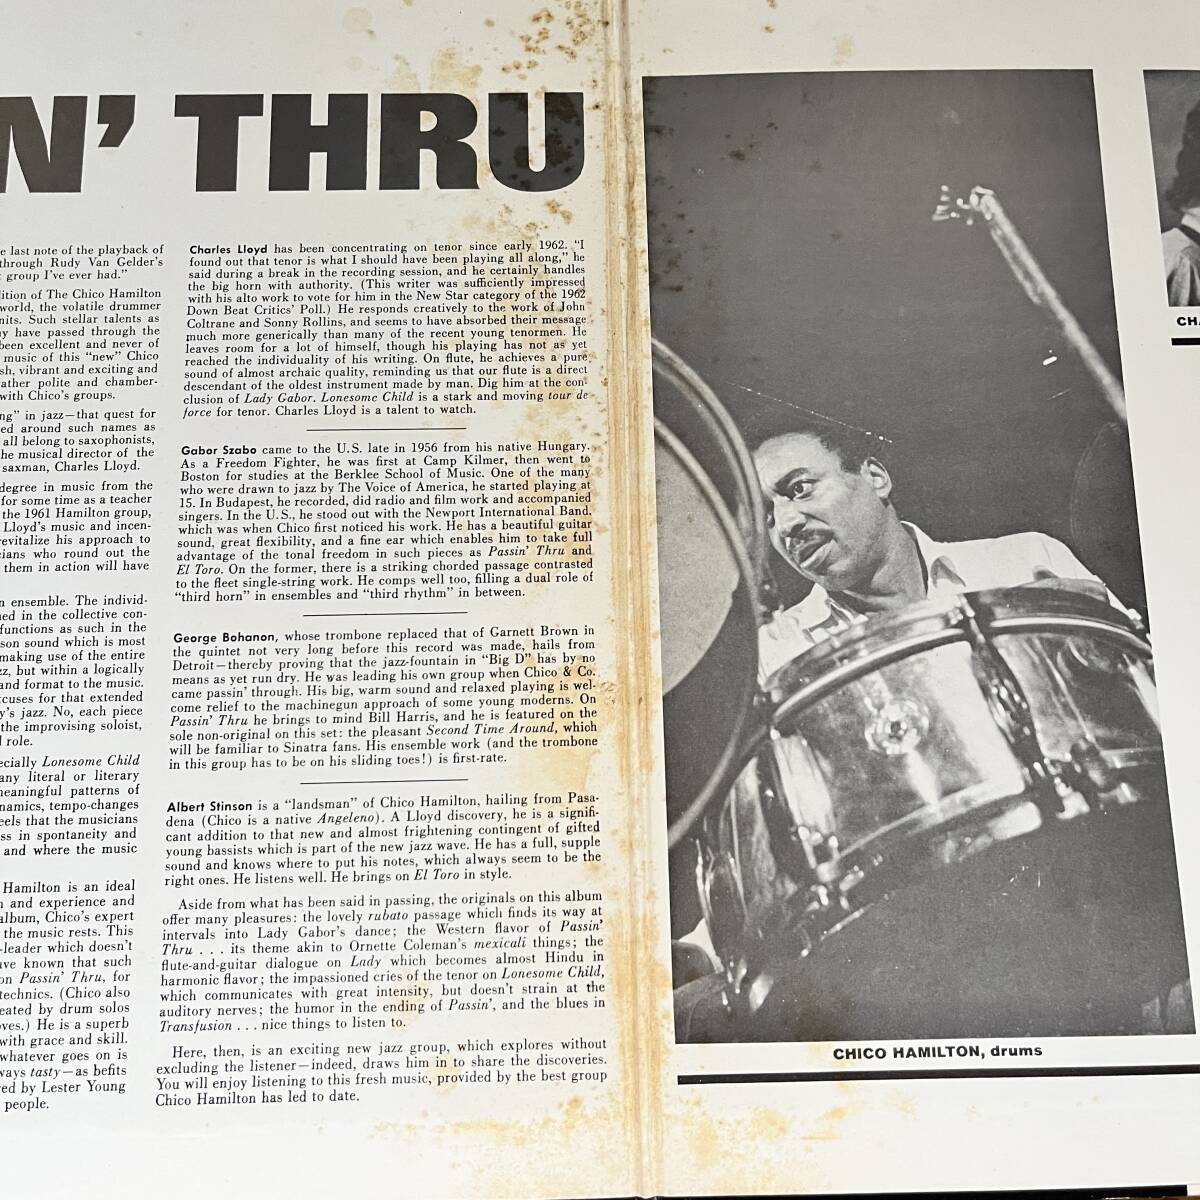 N' THRU
e last note of the playback of
through Rudy Van Gelder's
group I've ever had."
dition of The Chico Hamilton
world, the volatile drummer
nits. Such stellar talents as
y have passed through the
been excellent and never of
music of this "new" Chico
sh, vibrant and exciting and
ather polite and chamber-
with Chico's groups.
ng" in jazz—that quest for
ed around such names as
all belong to saxophonists,
he musical director of the
saxman, Charles Lloyd.
degree in music from the
for some time as a teacher
the 1961 Hamilton group,
Lloyd's music and incen-
revitalize his approach to
cians who round out the
them in action will have
n ensemble. The individ-
ned in the collective con-
functions as such in the
son sound which is most
making use of the entire
zz, but within a logically
and format to the music.
cuses for that extended
y's jazz. No, each piece
the improvising soloist,
l role.
ecially Lonesome Child
any literal or literary
meaningful patterns of
namics, tempo-changes
eels that the musicians
ss in spontaneity and
and where the music
Hamilton is an ideal
n and experience and
album, Chico's expert
the music rests. This
-leader which doesn't
ave known that such
on Passin' Thru, for
technics. (Chico also
eated by drum solos
oves.) He is a superb
with grace and skill.
whatever goes on is
ways tasty—as befits
red by Lester Young
people.
Charles Lloyd has been concentrating on tenor since early 1962. "I
found out that tenor is what I should have been playing all along," he
said during a break in the recording session, and he certainly handles
the big horn with authority. (This writer was sufficiently impressed
with his alto work to vote for him in the New Star category of the 1962
Down Beat Critics' Poll.) He responds creatively to the work of John
Coltrane and Sonny Rollins, and seems to have absorbed their message
much more generically than many of the recent young tenormen. He
leaves room for a lot of himself, though his playing has not as yet
reached the individuality of his writing. On flute, he achieves a pure
sound of almost archaic quality, reminding us that our flute is a direct
descendant of the oldest instrument made by man. Dig him at the con-
clusion of Lady Gabor. Lonesome Child is a stark and moving tour de
force for tenor. Charles Lloyd is a talent to watch.
Gabor Szabo came to the U.S. late in 1956 from his native Hungary.
As a Freedom Fighter, he was first at Camp Kilmer, then went to
Boston for studies at the Berklee School of Music. One of the many
who were drawn to jazz by The Voice of America, he started playing at
15. In Budapest, he recorded, did radio and film work and accompanied
singers. In the U.S., he stood out with the Newport International Band,
which was when Chico first noticed his work. He has a beautiful guitar
sound, great flexibility, and a fine ear which enables him to take full
advantage of the tonal freedom in such pieces as Passin' Thru and
El Toro. On the former, there is a striking chorded passage contrasted
to the fleet single-string work. He comps well too, filling a dual role of
"third horn" in ensembles and "third rhythm" in between.
George Bohanon, whose trombone replaced that of Garnett Brown in
the quintet not very long before this record was made, hails from
Detroit—thereby proving that the jazz-fountain in "Big D" has by no
means as yet run dry. He was leading his own group when Chico & Co.
came passin' through. His big, warm sound and relaxed playing is wel-
come relief to the machinegun approach of some young moderns. On
Passin' Thru he brings to mind Bill Harris, and he is featured on the
sole non-original on this set: the pleasant Second Time Around, which
will be familiar to Sinatra fans. His ensemble work (and the trombone
in this group has to be on his sliding toes!) is first-rate.
Albert Stinson is a "landsman" of Chico Hamilton, hailing from Pasa-
dena (Chico is a native Angeleno). A Lloyd discovery, he is a signifi-
cant addition to that new and almost frightening contingent of gifted
young bassists which is part of the new jazz wave. He has a full, supple
sound and knows where to put his notes, which always seem to be the
right ones. He listens well. He brings on El Toro in style.
Aside from what has been said in passing, the originals on this album
offer many pleasures: the lovely rubato passage which finds its way at
intervals into Lady Gabor's dance; the Western flavor of Passin'
Thru . . . its theme akin to Ornette Coleman's mexicali things; the
flute-and-guitar dialogue on Lady which becomes almost Hindu in
harmonic flavor; the impassioned cries of the tenor on Lonesome Child,
which communicates with great intensity, but doesn't strain at the
auditory nerves; the humor in the ending of Passin', and the blues in
Transfusion . . . nice things to listen to.
Here, then, is an exciting new jazz group, which explores without
excluding the listener—indeed, draws him in to share the discoveries.
You will enjoy listening to this fresh music, provided by the best group
Chico Hamilton has led to date.
CHICO HAMILTON, drums
CHA